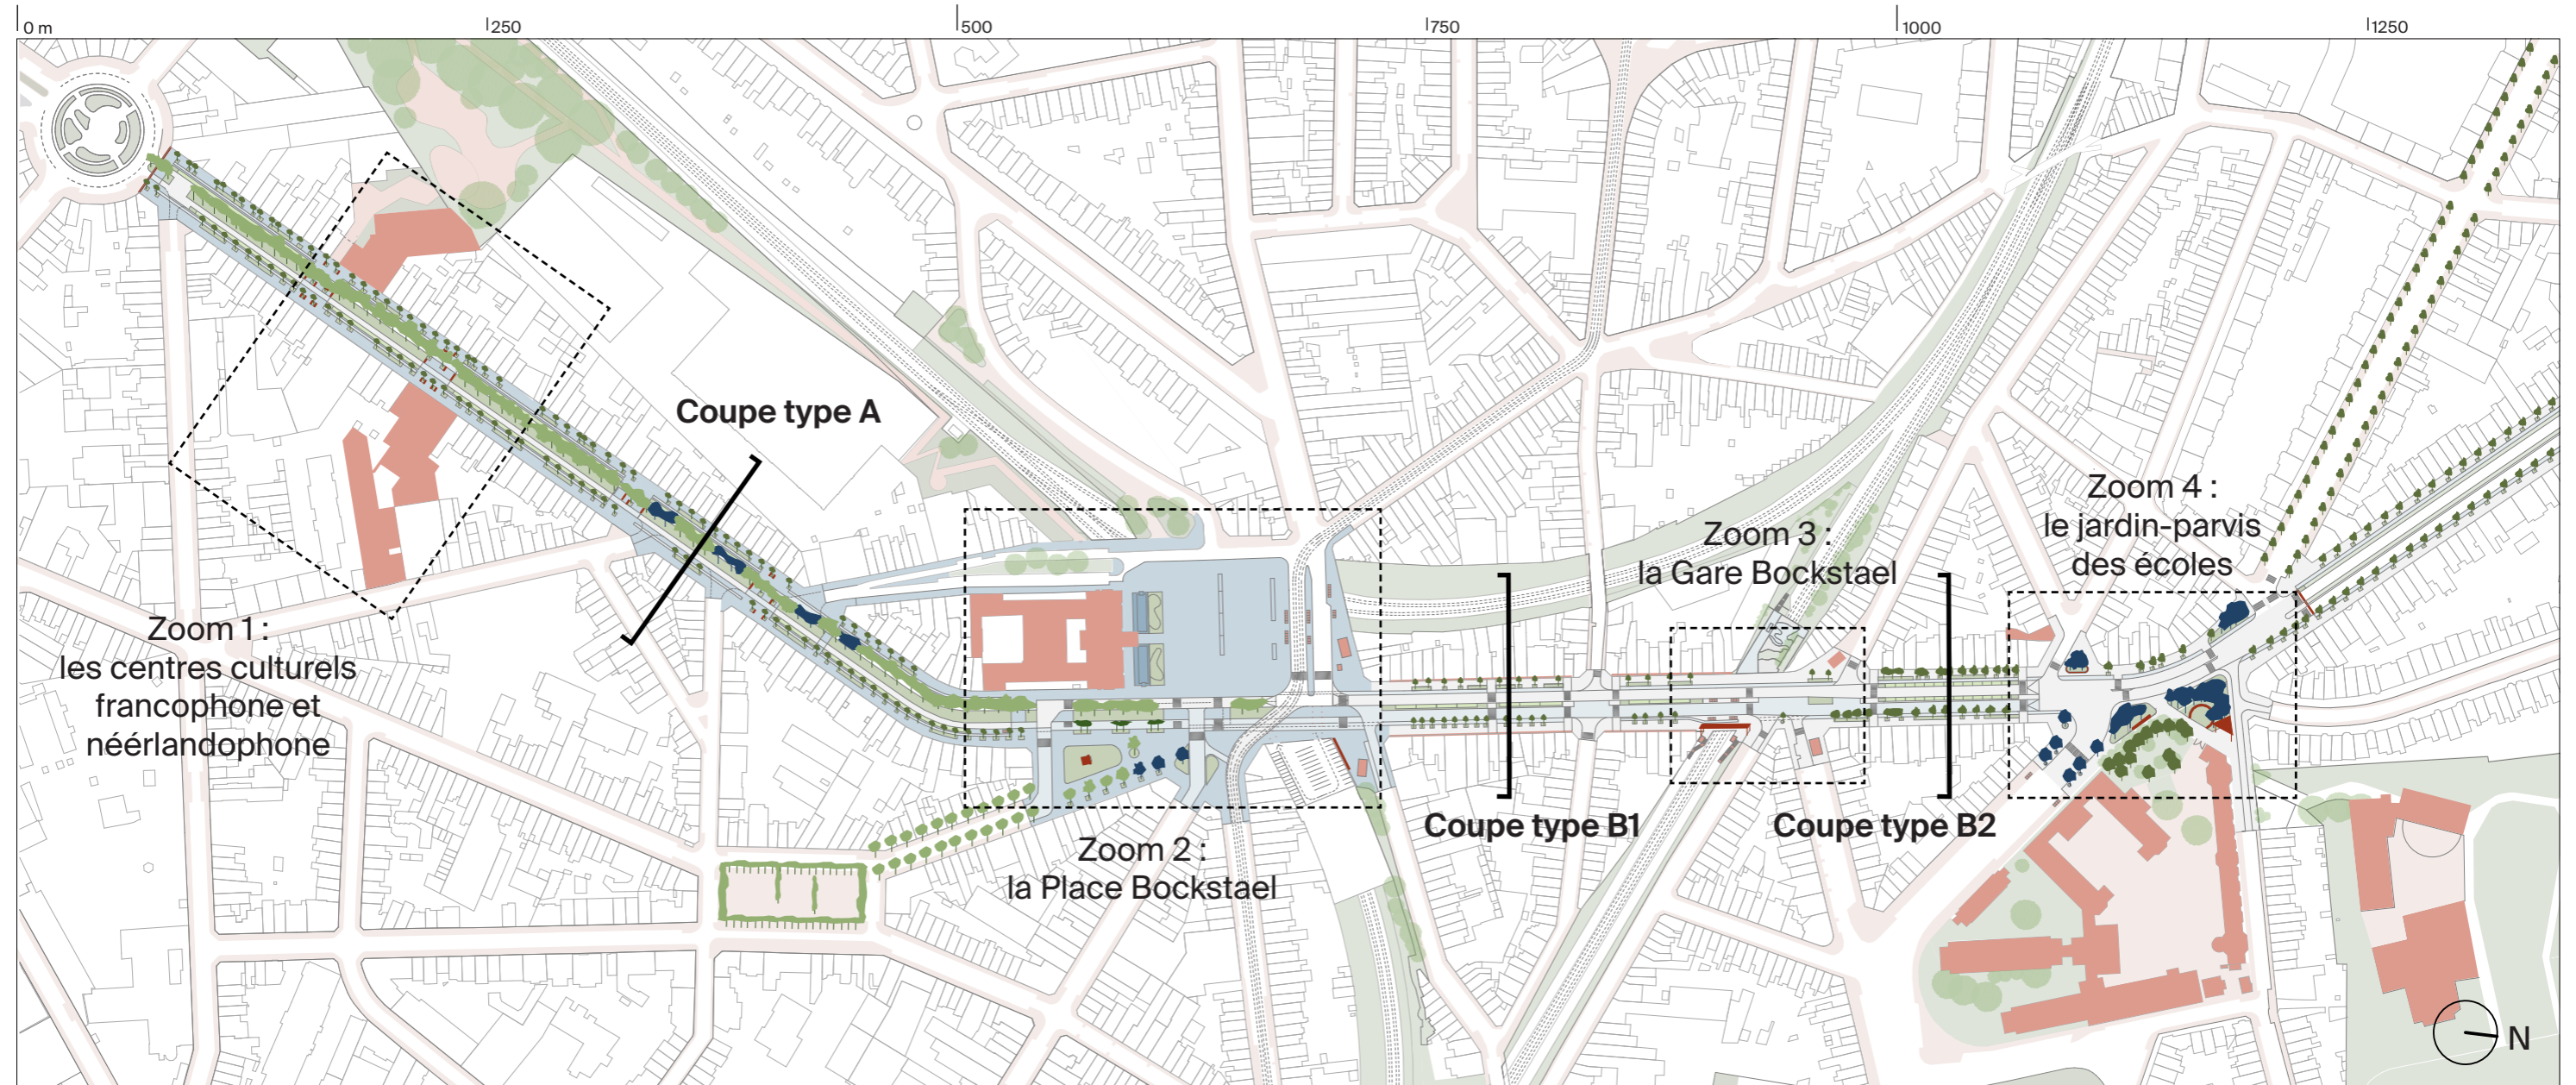 0 m
250
500
750
1000
1250
Coupe type A
Zoom 4 :
le jardin-parvis
des écoles
Zoom 3 :
la Gare Bockstael
Zoom 1 :
les centres culturels
francophone et
néérlandophone
Coupe type B1
Coupe type B2
Zoom 2 :
la Place Bockstael
N